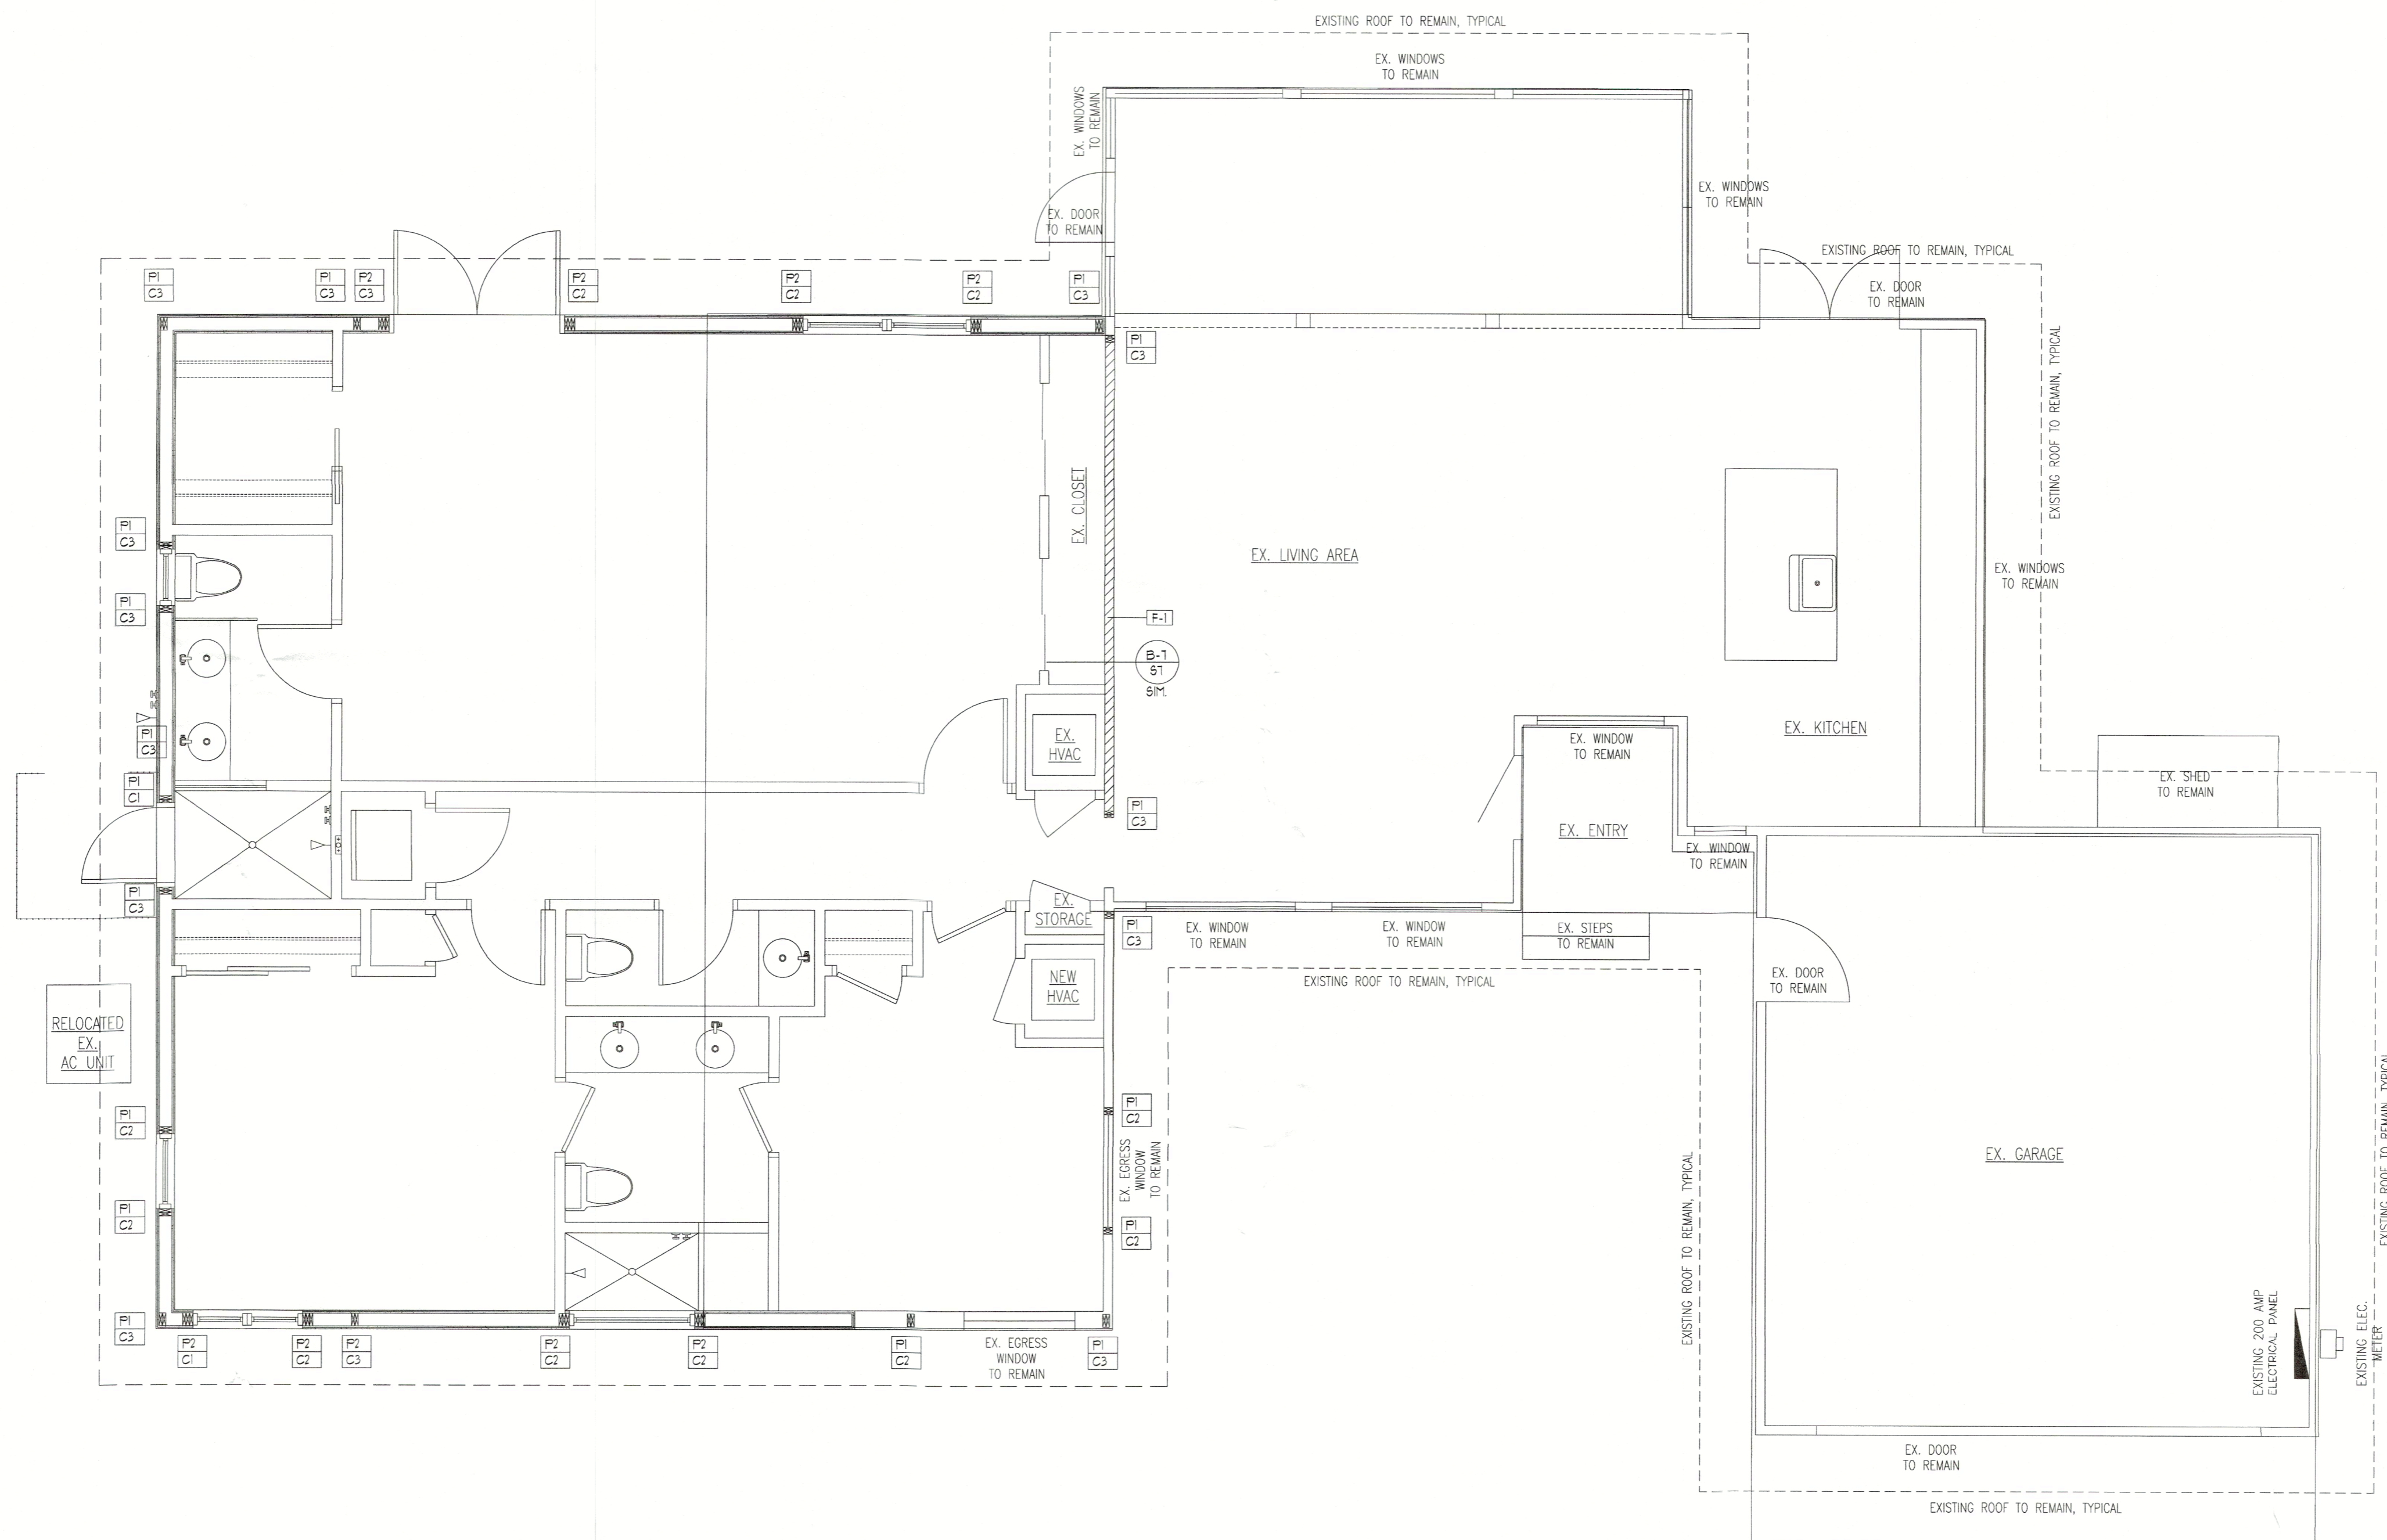 EXISTING ROOF TO REMAIN, TYPICAL
EX. WINDOWS
TO REMAIN
EX. WINDOWS
TO REMAIN
EX. WINDOWS
TO REMAIN
EX. DOOR
TO REMAIN
EXISTING ROOF TO REMAIN, TYPICAL
EX. DOOR
TO REMAIN
P1
C3
P1
C3
P2
C3
P2
C2
P2
C2
P2
C2
P1
C3
P1
C3
EXISTING ROOF TO REMAIN, TYPICAL
EX. CLOSET
P1
C3
EX. LIVING AREA
EX. WINDOWS
TO REMAIN
P1
C3
F-1
B-7
S7
SIM.
P1
C3
EX.
HVAC
EX. WINDOW
TO REMAIN
EX. KITCHEN
P1
C1
P1
C3
EX. SHED
TO REMAIN
EX. ENTRY
EX. WINDOW
TO REMAIN
P1
C3
EX.
STORAGE
P1
C3
EX. WINDOW
TO REMAIN
EX. WINDOW
TO REMAIN
EX. STEPS
TO REMAIN
NEW
HVAC
EXISTING ROOF TO REMAIN, TYPICAL
EX. DOOR
TO REMAIN
RELOCATED
EX.
AC UNIT
P1
C2
P1
C2
EX. EGRESS
WINDOW
TO REMAIN
EX. GARAGE
EXISTING ROOF TO REMAIN, TYPICAL
EXISTING ROOF TO REMAIN, TYPICAL
P1
C2
P1
C2
P1
C3
P2
C1
P2
C2
P2
C3
P2
C2
P2
C2
P1
C2
EX. EGRESS
WINDOW
TO REMAIN
P1
C3
EXISTING 200 AMP
ELECTRICAL PANEL
EXISTING ELEC.
METER
EX. DOOR
TO REMAIN
EXISTING ROOF TO REMAIN, TYPICAL